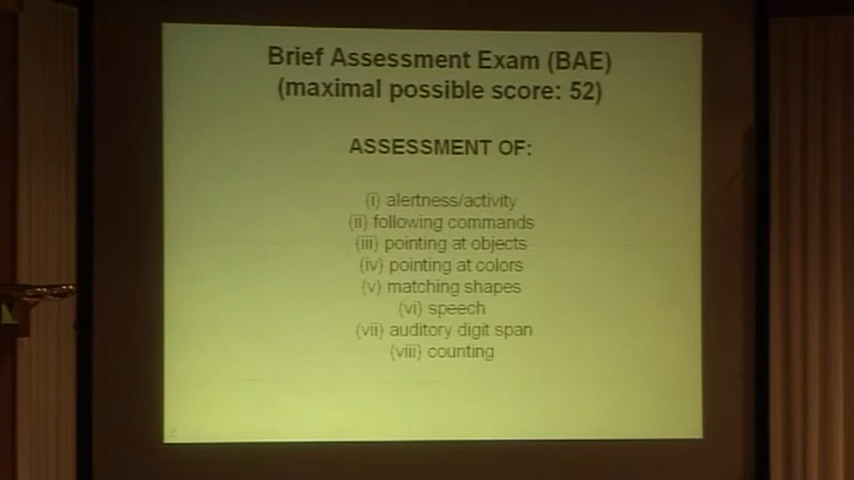 Brief Assessment Exam (BAE)
(maximal possible score: 52)
ASSESSMENT OF:
(i) alertness/activity
(ii) following commands
(iii) pointing at objects
(iv) pointing at colors
(v) matching shapes
(vi) speech
(vii) auditory digit span
(viii) counting